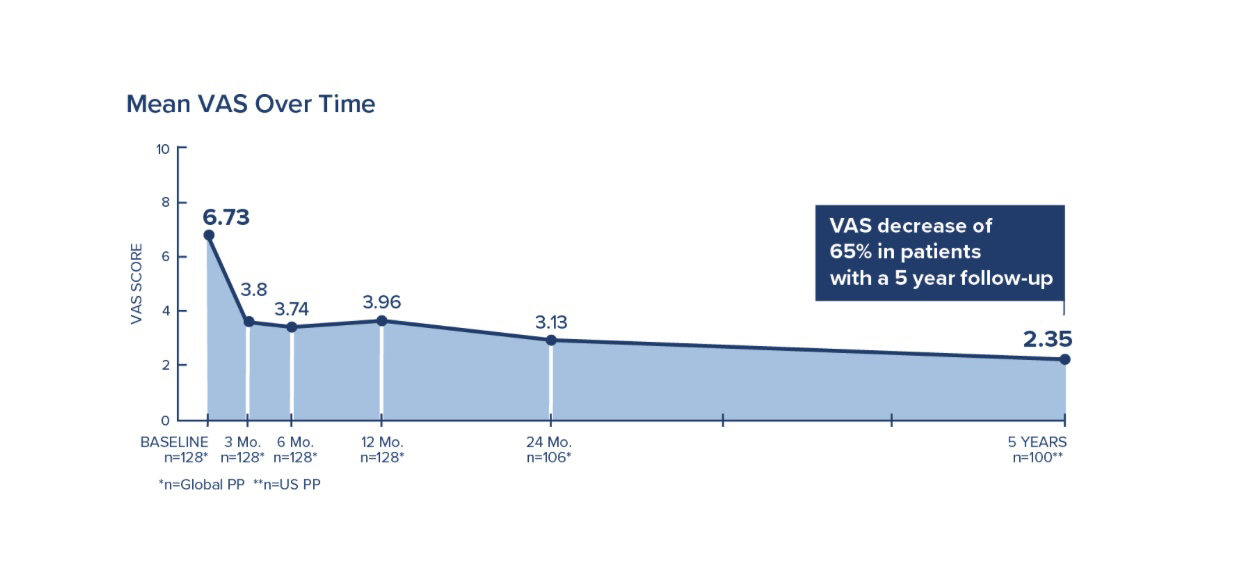 Mean VAS Over Time
10
8
6
4
2
0
VAS SCORE
6.73
3.8
3.74
3.96
3.13
2.35
VAS decrease of
65% in patients
with a 5 year follow-up
BASELINE 3 Mo. 6 Mo. 12 Mo. 24 Mo. 5 YEARS
n=128* n=128* n=128* n=128* n=106* n=100**
*n=Global PP **n=US PP